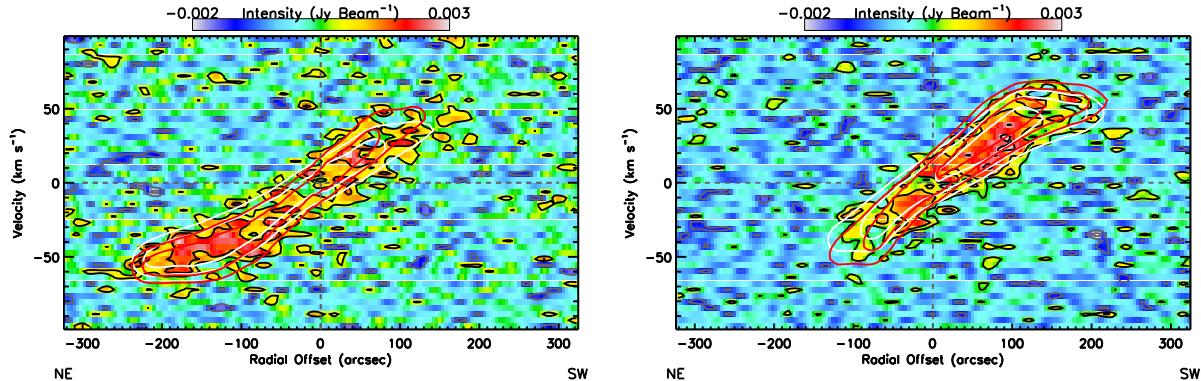 −0.002 Intensity (Jy Beam⁻¹) 0.003
50
0
−50
Velocity (km s⁻¹)
−300 −200 −100 0 100 200 300
Radial Offset (arcsec)
NE SW
−0.002 Intensity (Jy Beam⁻¹) 0.003
50
0
−50
Velocity (km s⁻¹)
−300 −200 −100 0 100 200 300
Radial Offset (arcsec)
NE SW